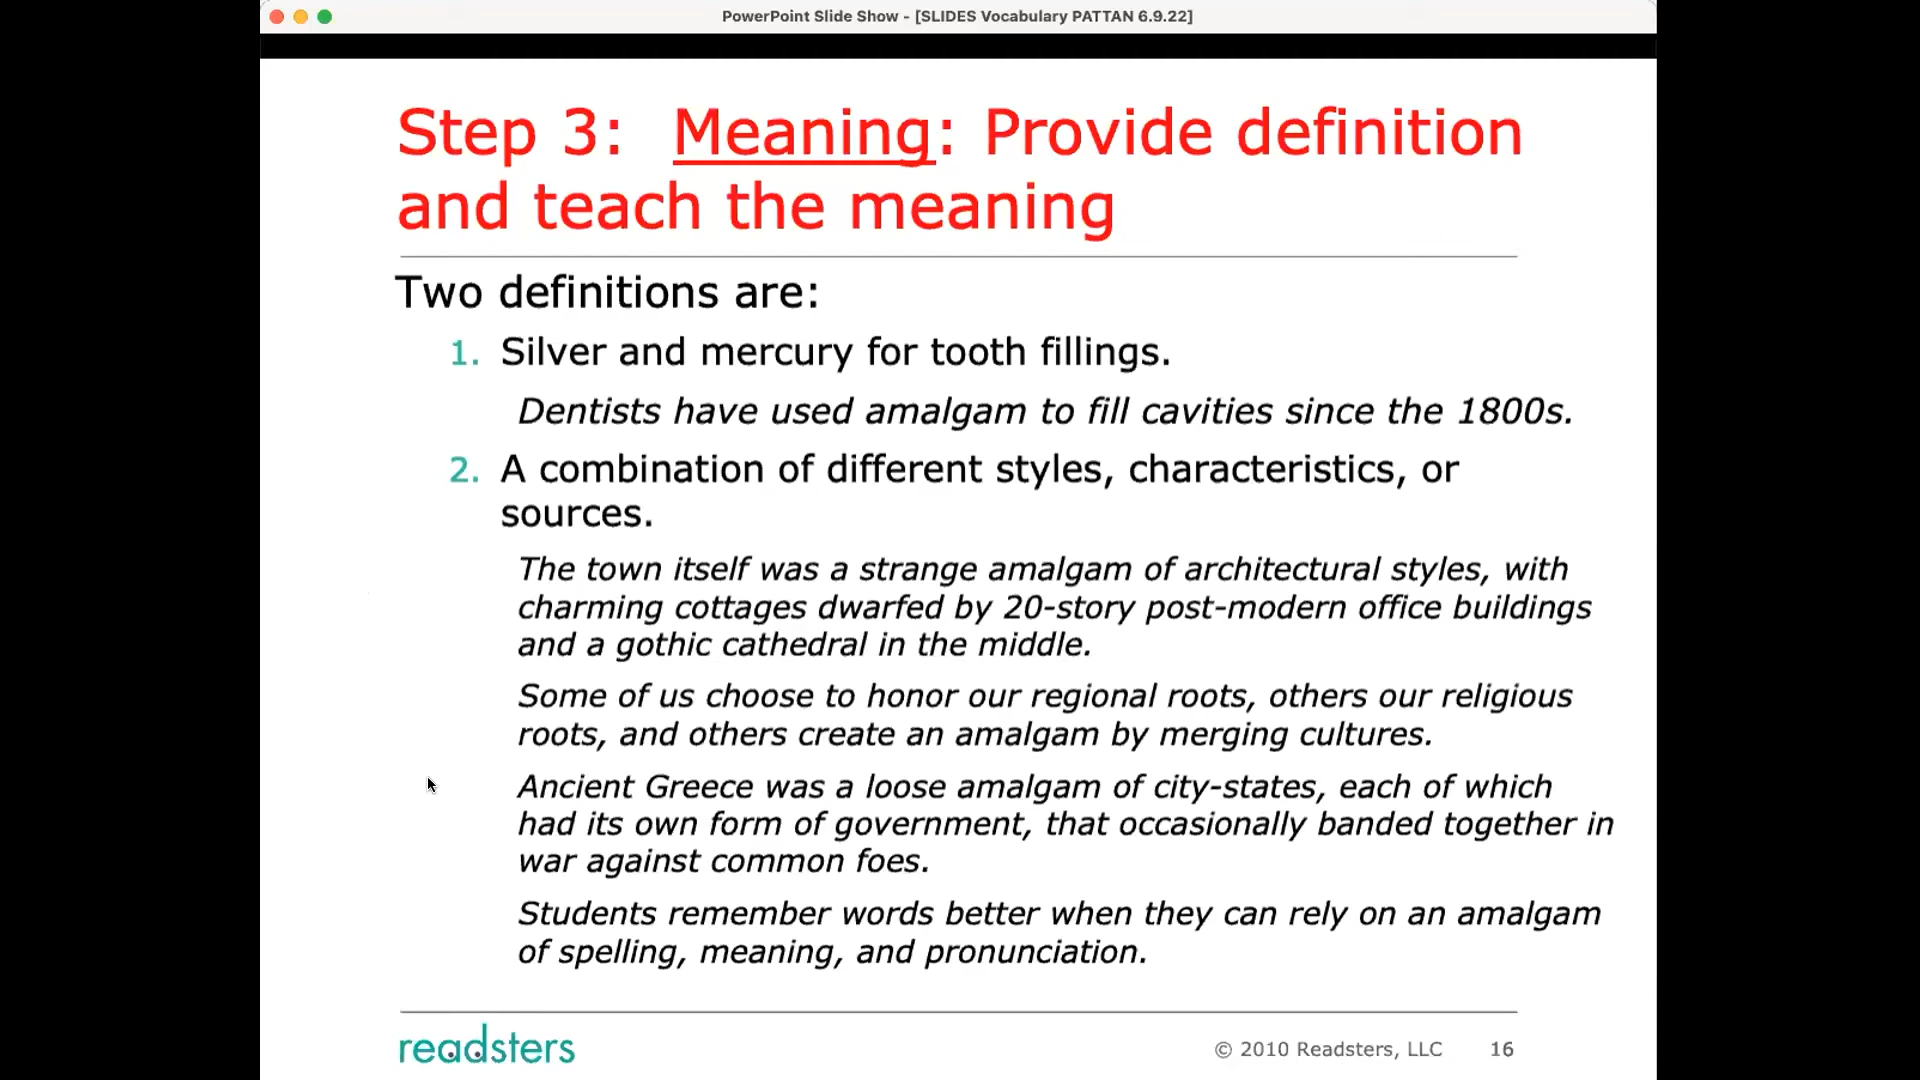 PowerPoint Slide Show - [SLIDES Vocabulary PATTAN 6.9.22]
Step 3: Meaning: Provide definition
and teach the meaning
Two definitions are:
1. Silver and mercury for tooth fillings.
Dentists have used amalgam to fill cavities since the 1800s.
2. A combination of different styles, characteristics, or
sources.
The town itself was a strange amalgam of architectural styles, with
charming cottages dwarfed by 20-story post-modern office buildings
and a gothic cathedral in the middle.
Some of us choose to honor our regional roots, others our religious
roots, and others create an amalgam by merging cultures.
Ancient Greece was a loose amalgam of city-states, each of which
had its own form of government, that occasionally banded together in
war against common foes.
Students remember words better when they can rely on an amalgam
of spelling, meaning, and pronunciation.
readsters
© 2010 Readsters, LLC 16